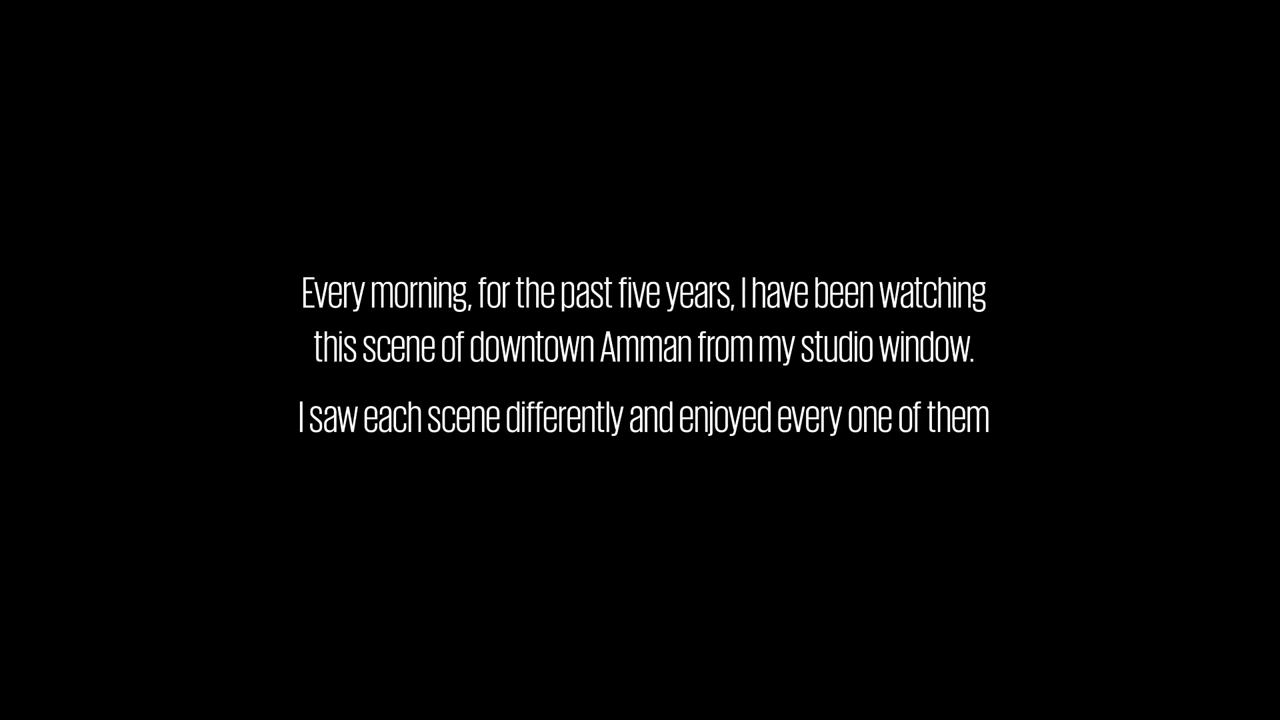 Every morning, for the past five years, I have been watching
this scene of downtown Amman from my studio window.
I saw each scene differently and enjoyed every one of them